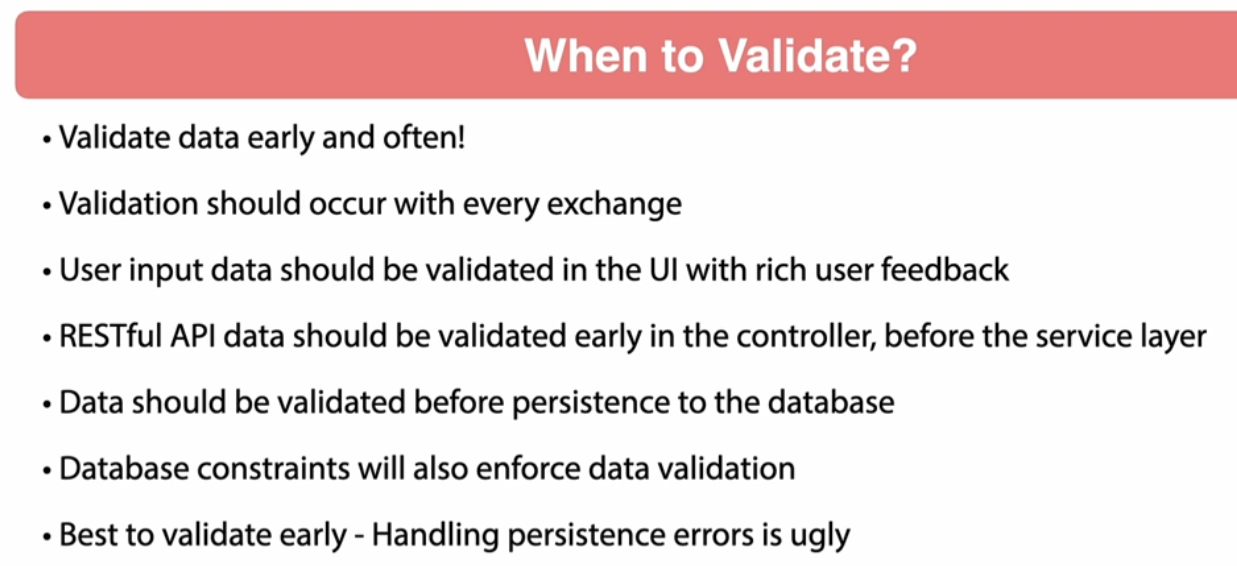 When to Validate?
• Validate data early and often!
• Validation should occur with every exchange
• User input data should be validated in the UI with rich user feedback
• RESTful API data should be validated early in the controller, before the service layer
• Data should be validated before persistence to the database
• Database constraints will also enforce data validation
• Best to validate early - Handling persistence errors is ugly